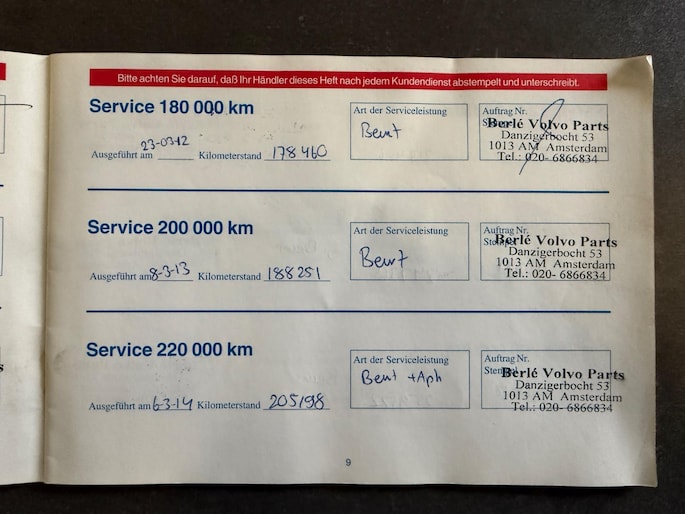 Bitte achten Sie darauf, daß Ihr Händler dieses Heft nach jedem Kundendienst abstempelt und unterschreibt.
Service 180 000 km
Art der Serviceleistung
Beurt
Auftrag Nr.
Berlé Volvo Parts
Danzigerbocht 53
1013 AM Amsterdam
Tel.: 020- 6866834
Ausgeführt am 23-03-12 Kilometerstand 178460
Service 200 000 km
Art der Serviceleistung
Beurt
Auftrag Nr.
Stempel
Berlé Volvo Parts
Danzigerbocht 53
1013 AM Amsterdam
Tel.: 020- 6866834
Ausgeführt am 8-3-13 Kilometerstand 188251
Service 220 000 km
Art der Serviceleistung
Beurt + Apk
Auftrag Nr.
Stempel
Berlé Volvo Parts
Danzigerbocht 53
1013 AM Amsterdam
Tel.: 020- 6866834
Ausgeführt am 6-3-14 Kilometerstand 205198
9